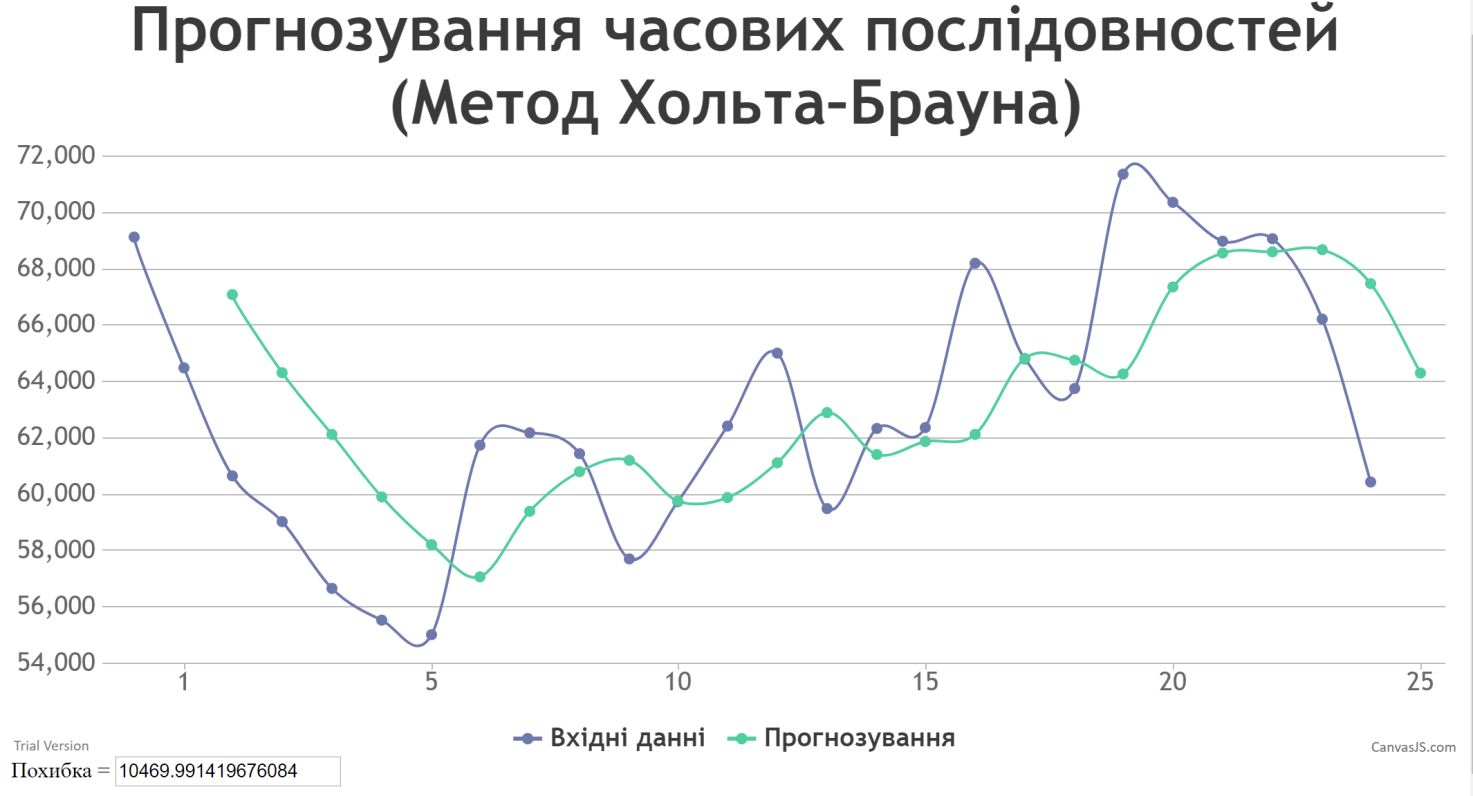 Прогнозування часових послідовностей
(Метод Хольта-Брауна)
72,000
70,000
68,000
66,000
64,000
62,000
60,000
58,000
56,000
54,000
1 5 10 15 20 25
Вхідні данні Прогнозування
Trial Version CanvasJS.com
Похибка = 10469.991419676084